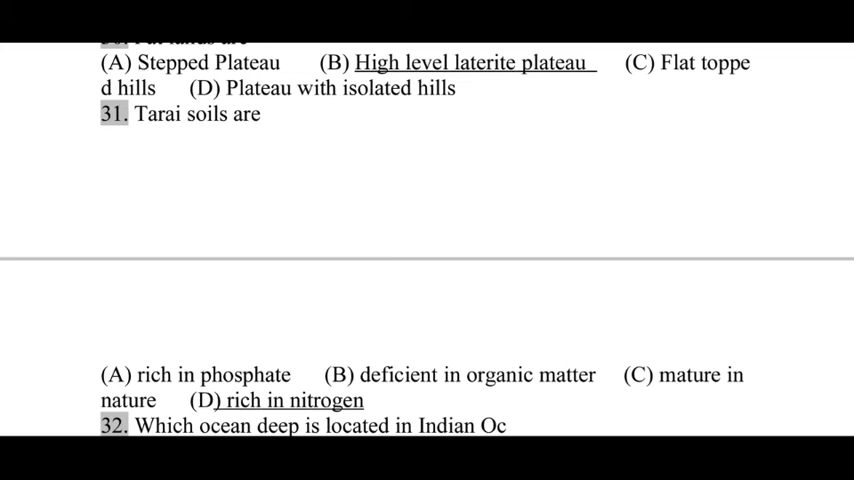 (A) Stepped Plateau (B) High level laterite plateau (C) Flat toppe
d hills (D) Plateau with isolated hills
31. Tarai soils are
(A) rich in phosphate (B) deficient in organic matter (C) mature in
nature (D) rich in nitrogen
32. Which ocean deep is located in Indian Oc